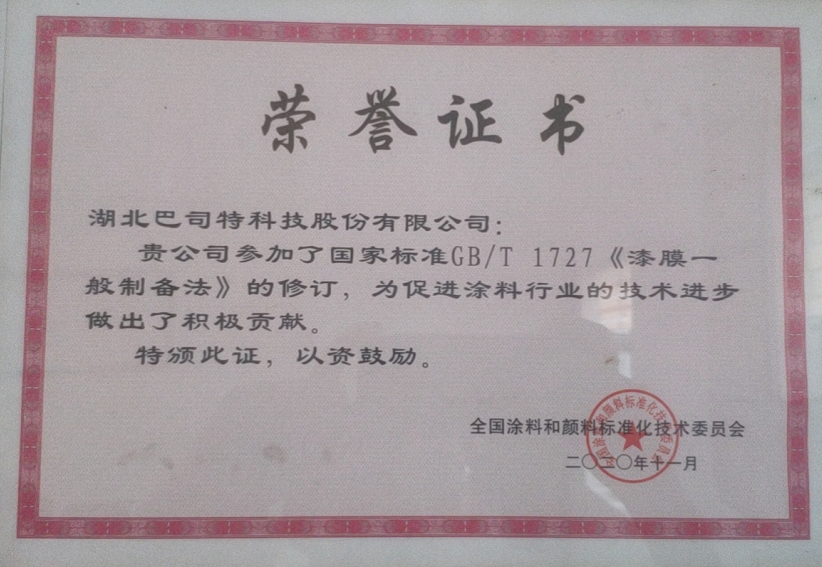 荣誉证书
湖北巴司特科技股份有限公司：
贵公司参加了国家标准GB/T 1727《漆膜一
般制备法》的修订，为促进涂料行业的技术进步
做出了积极贡献。
特颁此证，以资鼓励。
全国涂料和颜料标准化技术委员会
二〇二〇年十一月